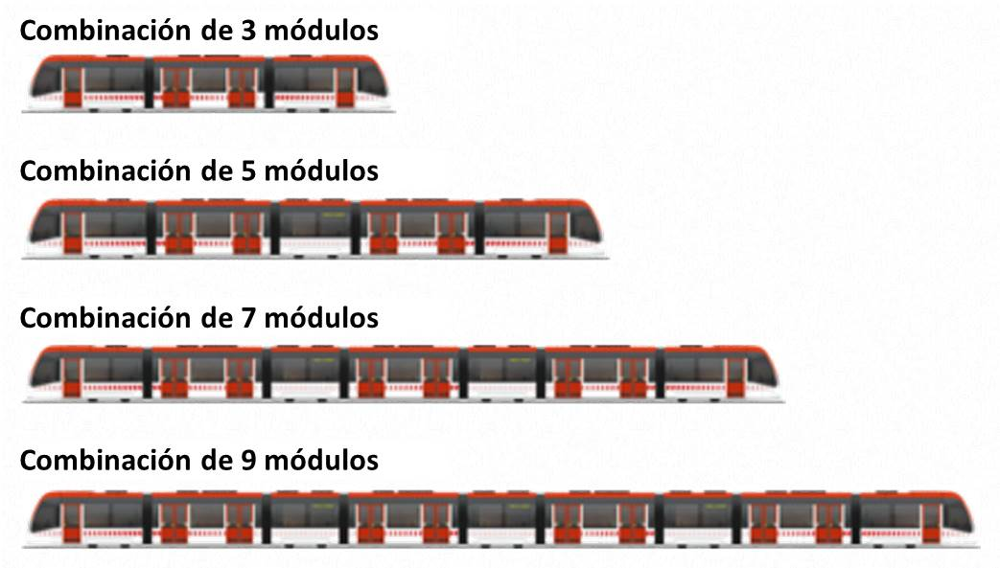 Combinación de 3 módulos
Combinación de 5 módulos
Combinación de 7 módulos
Combinación de 9 módulos